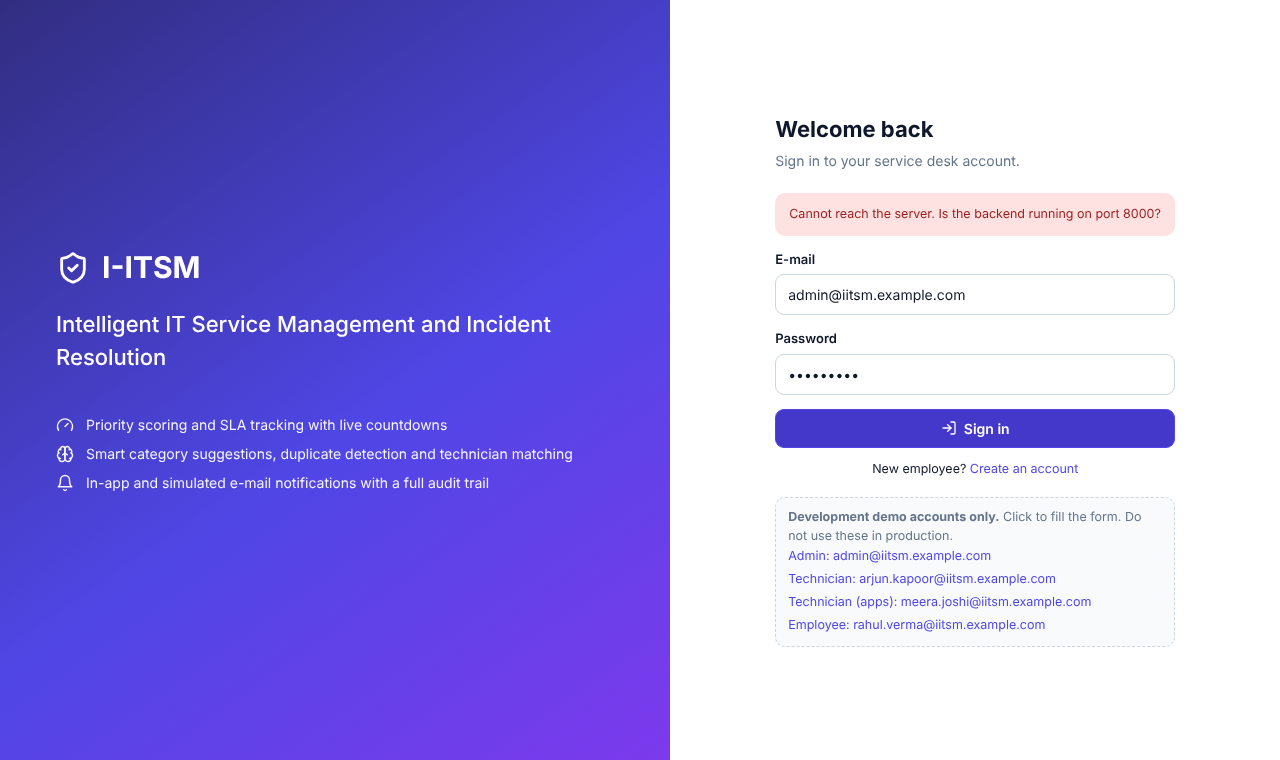 I-ITSM
Intelligent IT Service Management and Incident
Resolution
Priority scoring and SLA tracking with live countdowns
Smart category suggestions, duplicate detection and technician matching
In-app and simulated e-mail notifications with a full audit trail
Welcome back
Sign in to your service desk account.
Cannot reach the server. Is the backend running on port 8000?
E-mail
admin@iitsm.example.com
Password
•••••••••
Sign in
New employee? Create an account
Development demo accounts only. Click to fill the form. Do
not use these in production.
Admin: admin@iitsm.example.com
Technician: arjun.kapoor@iitsm.example.com
Technician (apps): meera.joshi@iitsm.example.com
Employee: rahul.verma@iitsm.example.com